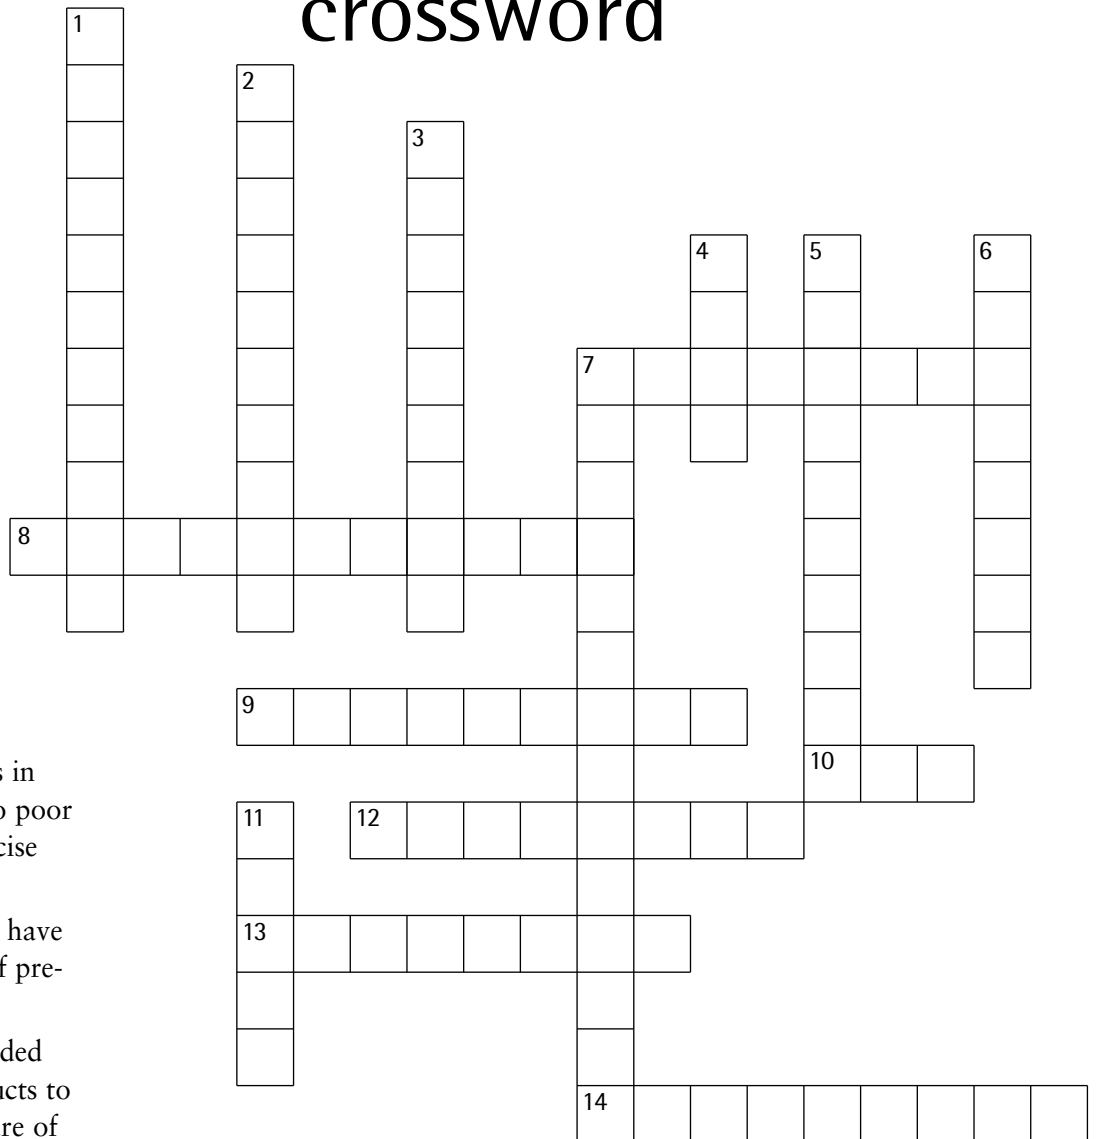 crossword
1
2
3
4 5 6
7
8
9
10
11 12
13
14
s in
o poor
cise
have
f pre-
ded
ucts to
re of